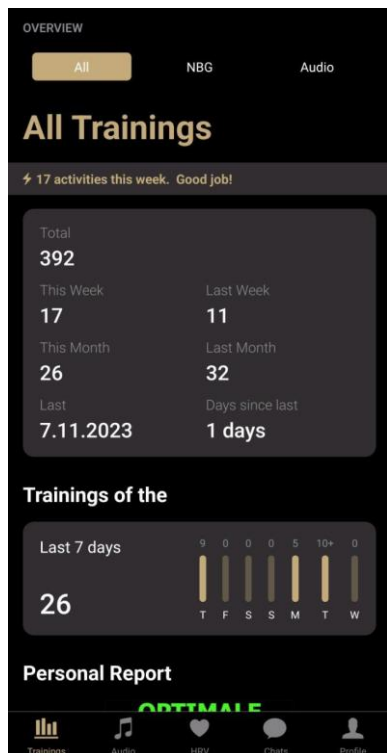 OVERVIEW
All NBG Audio
All Trainings
17 activities this week. Good job!
Total
392
This Week Last Week
17 11
This Month Last Month
26 32
Last Days since last
7.11.2023 1 days
Trainings of the
Last 7 days
9 0 0 0 5 10+ 0
26
T F S S M T W
Personal Report
OPTIMALE
Trainings Audio HRV Chats Profile